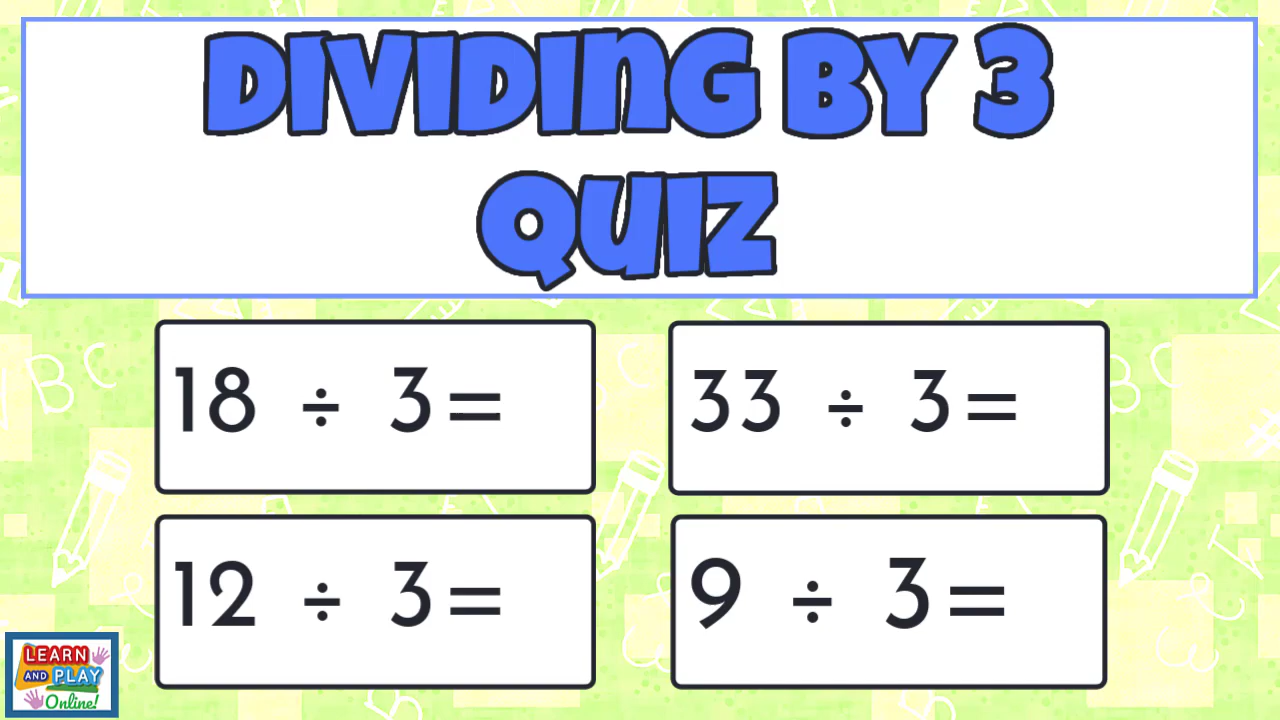 DIVIDING BY 3
QUIZ
18 ÷ 3=
33 ÷ 3=
12 ÷ 3=
9 ÷ 3=
LEARN
AND PLAY
Online!